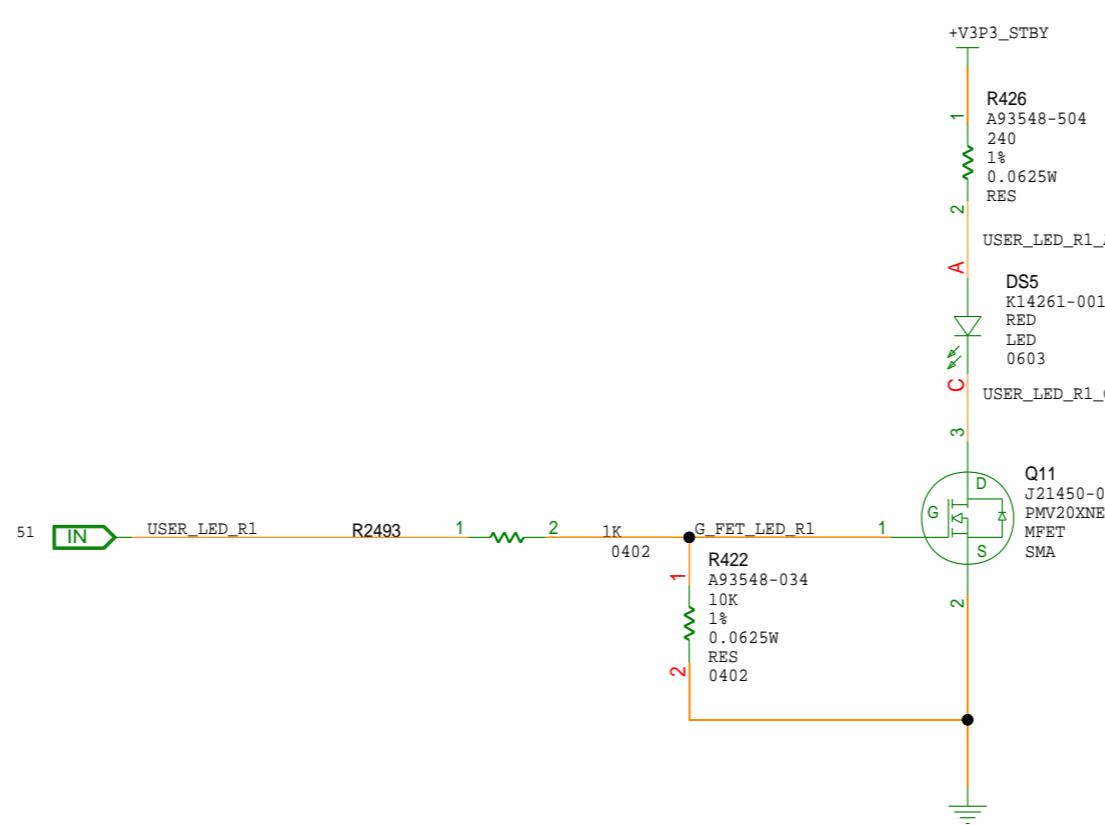 +V3P3_STBY
1
R426
A93548-504
240
1%
0.0625W
RES
2
USER_LED_R1_
A
DS5
K14261-001
RED
LED
0603
C
USER_LED_R1_
3
Q11
J21450-0
PMV20XNE
MFET
SMA
D
G
S
2
51
IN
USER_LED_R1
R2493
1
2
1K
0402
G_FET_LED_R1
1
R422
A93548-034
10K
1%
0.0625W
RES
0402
1
2